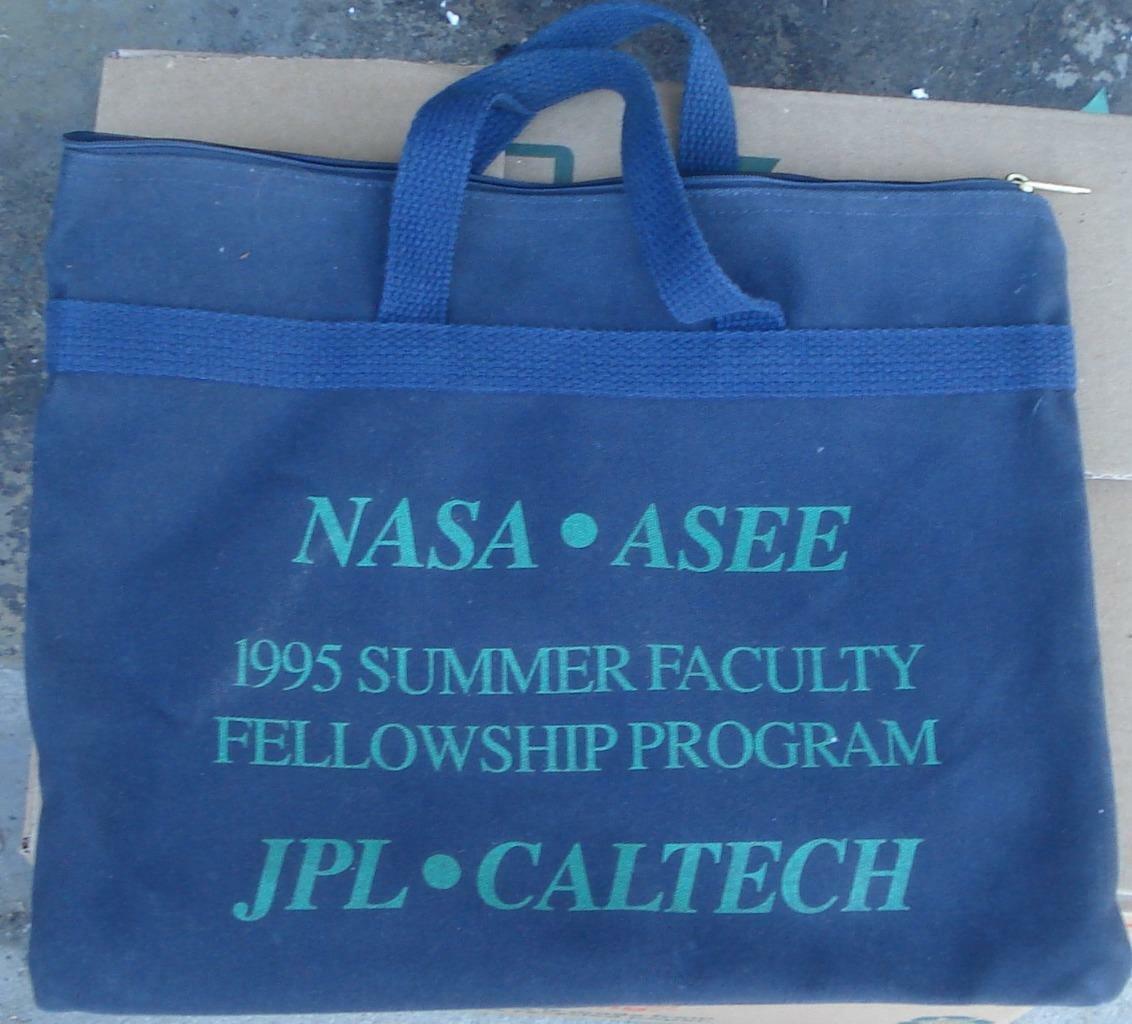 NASA • ASEE
1995 SUMMER FACULTY
FELLOWSHIP PROGRAM
JPL • CALTECH